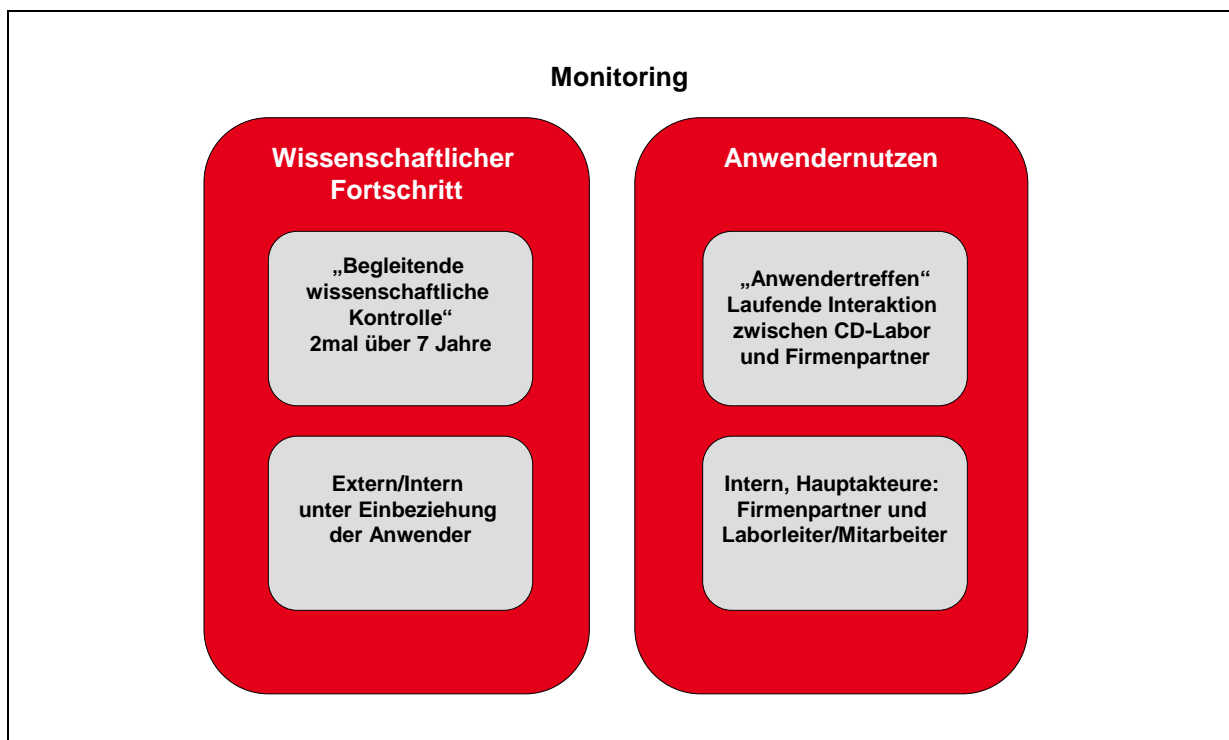 Monitoring
Wissenschaftlicher
Fortschritt
„Begleitende
wissenschaftliche
Kontrolle“
2mal über 7 Jahre
Extern/Intern
unter Einbeziehung
der Anwender
Anwendernutzen
„Anwendertreffen“
Laufende Interaktion
zwischen CD-Labor
und Firmenpartner
Intern, Hauptakteure:
Firmenpartner und
Laborleiter/Mitarbeiter